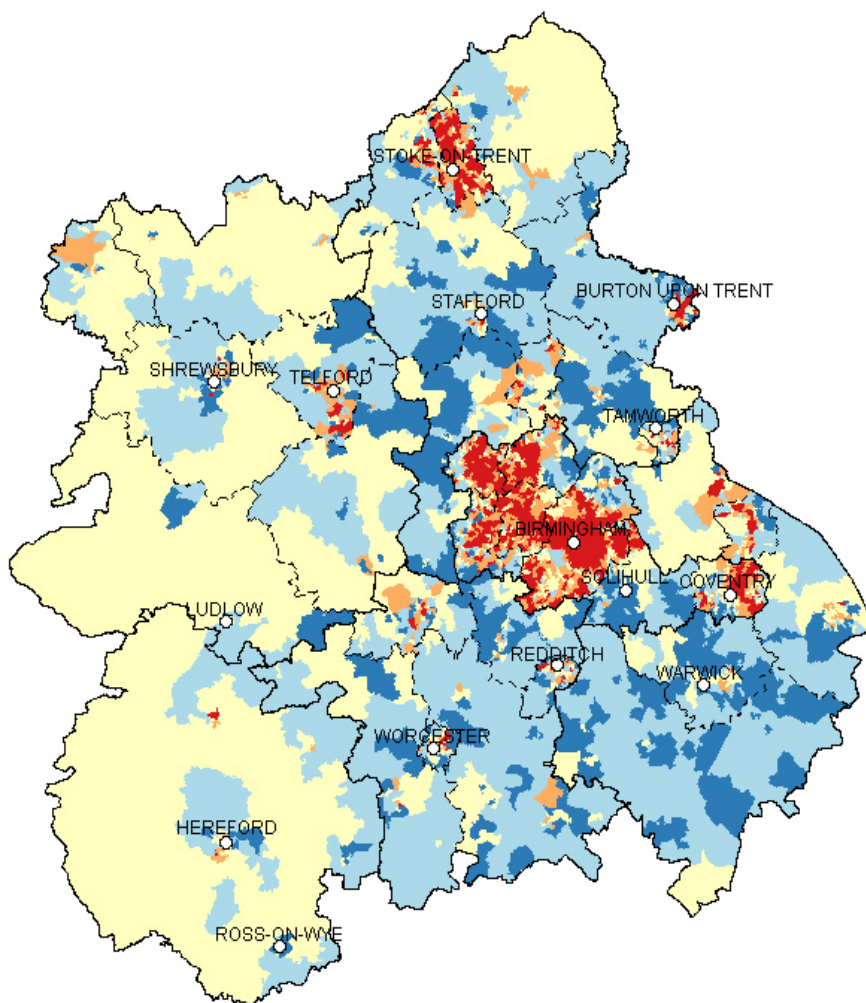 STOKE-ON-TRENT
BURTON UPON TRENT
STAFFORD
SHREWSBURY
TELFORD
TAMWORTH
BIRMINGHAM
SOLIHULL
COVENTRY
LUDLOW
REDDITCH
WARWICK
WORCESTER
HEREFORD
ROSS-ON-WYE